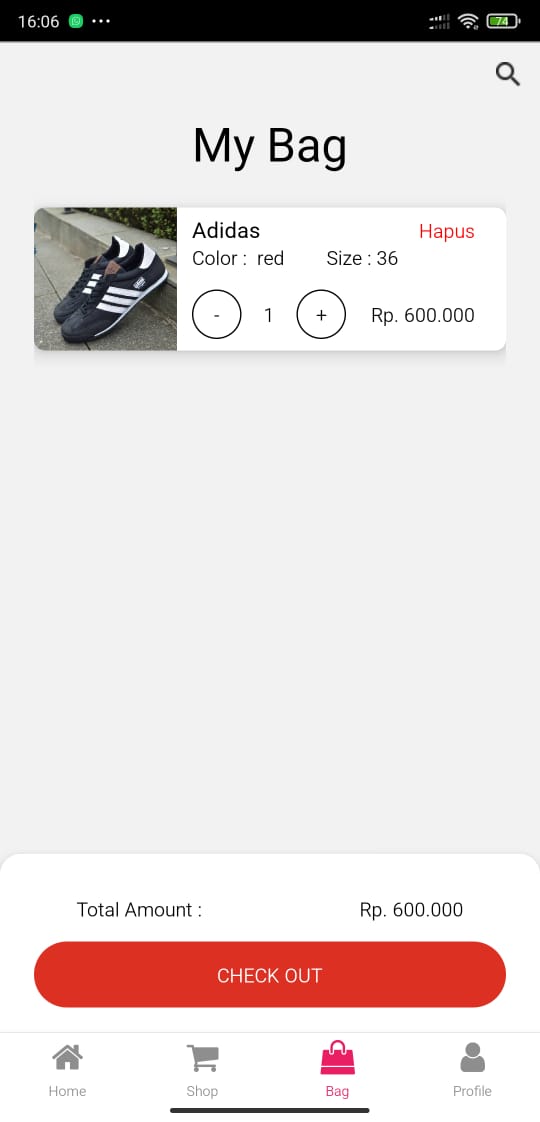 16:06
74
My Bag
Adidas
Hapus
Color : red
Size : 36
- 1 + Rp. 600.000
Total Amount : Rp. 600.000
CHECK OUT
Home Shop Bag Profile